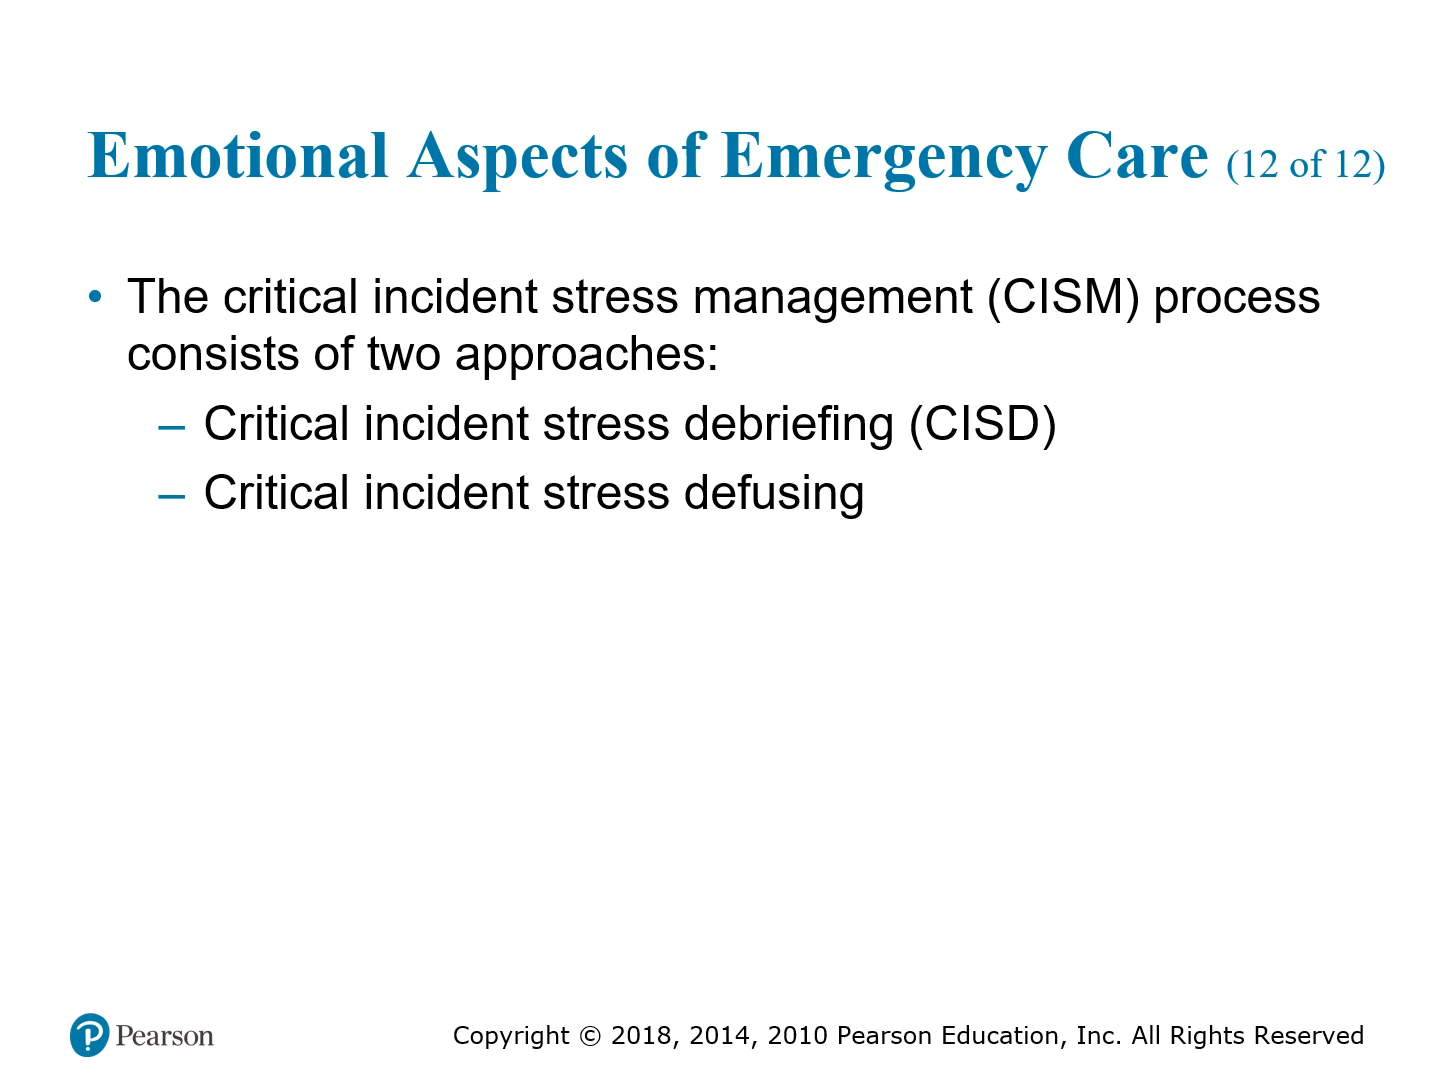 Emotional Aspects of Emergency Care (12 of 12)
• The critical incident stress management (CISM) process
consists of two approaches:
– Critical incident stress debriefing (CISD)
– Critical incident stress defusing
Pearson
Copyright © 2018, 2014, 2010 Pearson Education, Inc. All Rights Reserved